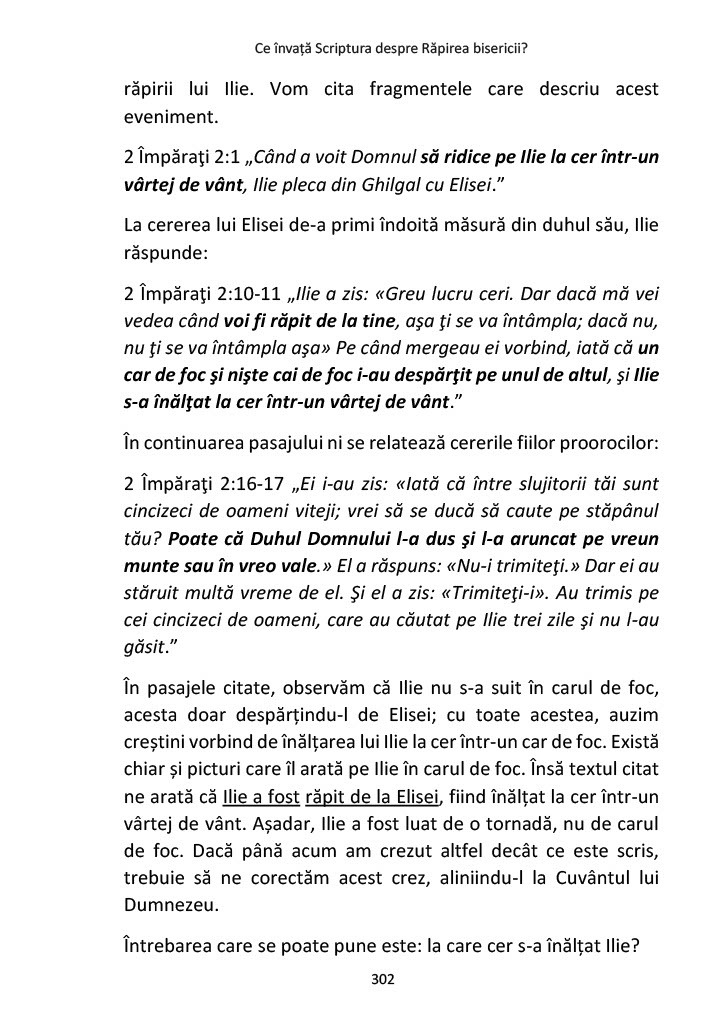 Ce învață Scriptura despre Răpirea bisericii?
răpirii lui Ilie. Vom cita fragmentele care descriu acest
eveniment.
2 Împăraţi 2:1 „Când a voit Domnul să ridice pe Ilie la cer într-un
vârtej de vânt, Ilie pleca din Ghilgal cu Elisei.”
La cererea lui Elisei de-a primi îndoită măsură din duhul său, Ilie
răspunde:
2 Împăraţi 2:10-11 „Ilie a zis: «Greu lucru ceri. Dar dacă mă vei
vedea când voi fi răpit de la tine, aşa ţi se va întâmpla; dacă nu,
nu ţi se va întâmpla aşa» Pe când mergeau ei vorbind, iată că un
car de foc şi nişte cai de foc i-au despărţit pe unul de altul, şi Ilie
s-a înălţat la cer într-un vârtej de vânt.”
În continuarea pasajului ni se relatează cererile fiilor proorocilor:
2 Împăraţi 2:16-17 „Ei i-au zis: «Iată că între slujitorii tăi sunt
cincizeci de oameni viteji; vrei să se ducă să caute pe stăpânul
tău? Poate că Duhul Domnului l-a dus şi l-a aruncat pe vreun
munte sau în vreo vale.» El a răspuns: «Nu-i trimiteţi.» Dar ei au
stăruit multă vreme de el. Şi el a zis: «Trimiteţi-i». Au trimis pe
cei cincizeci de oameni, care au căutat pe Ilie trei zile şi nu l-au
găsit.”
În pasajele citate, observăm că Ilie nu s-a suit în carul de foc,
acesta doar despărțindu-l de Elisei; cu toate acestea, auzim
creștini vorbind de înălțarea lui Ilie la cer într-un car de foc. Există
chiar și picturi care îl arată pe Ilie în carul de foc. Însă textul citat
ne arată că Ilie a fost răpit de la Elisei, fiind înălțat la cer într-un
vârtej de vânt. Așadar, Ilie a fost luat de o tornadă, nu de carul
de foc. Dacă până acum am crezut altfel decât ce este scris,
trebuie să ne corectăm acest crez, aliniindu-l la Cuvântul lui
Dumnezeu.
Întrebarea care se poate pune este: la care cer s-a înălțat Ilie?
302